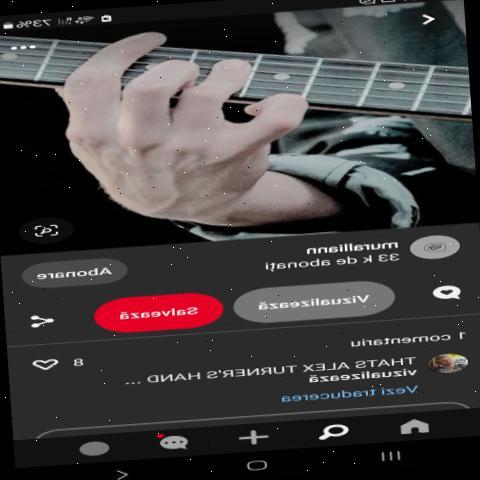 73%
muralliann
33 k de abonați
Abonare
Vizualizează
Salvează
1 comentariu
THATS ALEX TURNER'S HAND ...
vizualizează
8
Vezi traducerea